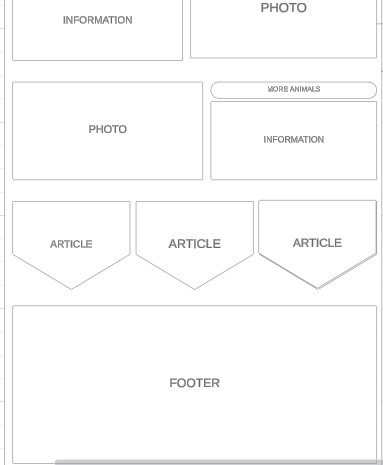 PHOTO
INFORMATION
PHOTO
MORE ANIMALS
INFORMATION
ARTICLE
ARTICLE
ARTICLE
FOOTER